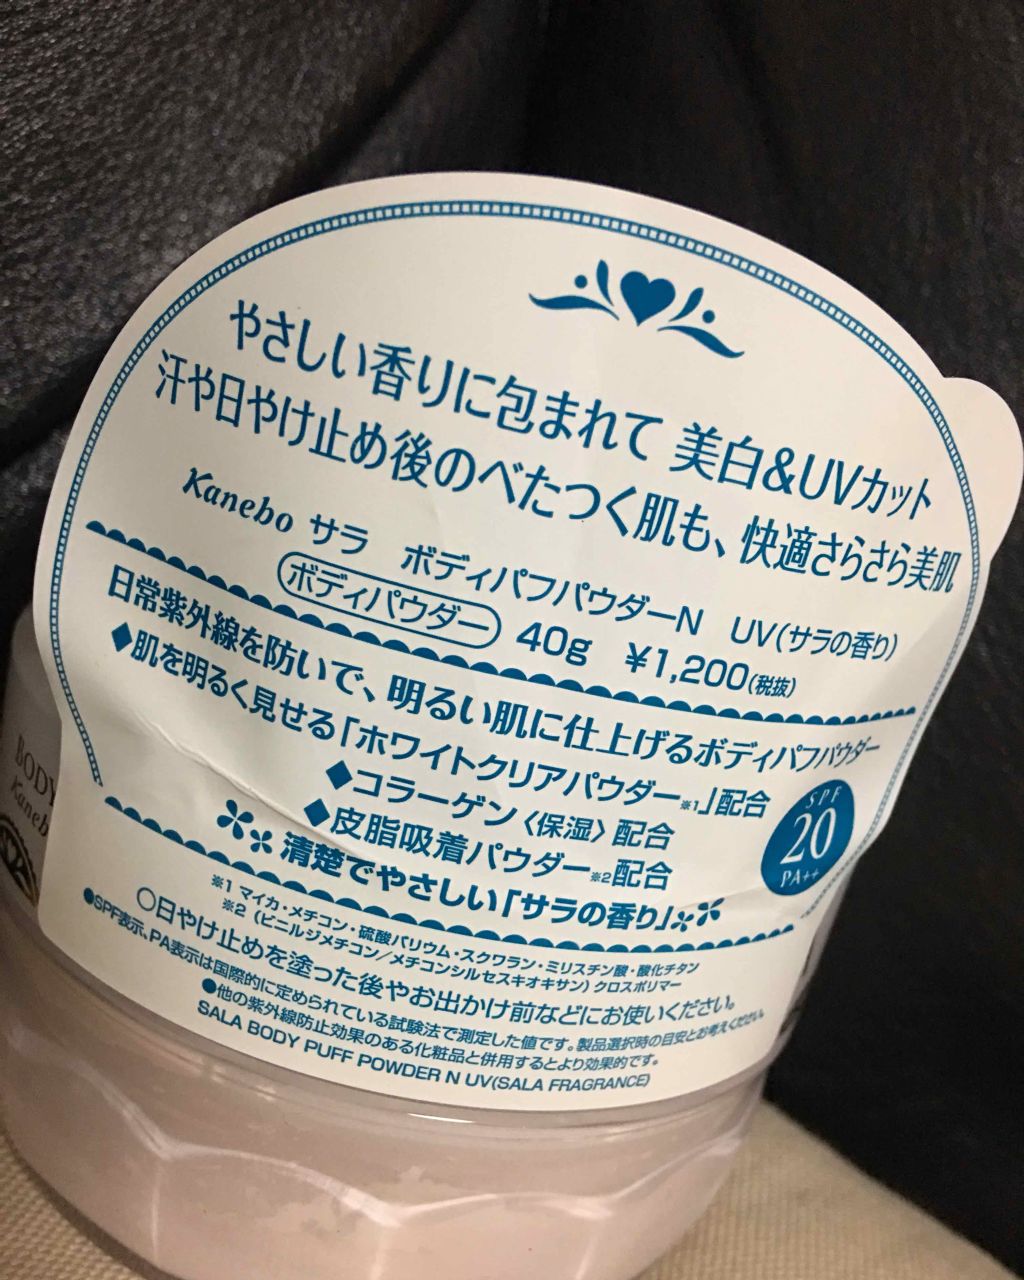 やさしい香りに包まれて 美白&UVカット
汗や日やけ止め後のべたつく肌も、快適さらさら美肌
Kanebo サラ ボディパフパウダーN UV(サラの香り)
ボディパウダー 40g ¥1,200(税抜)
日常紫外線を防いで、明るい肌に仕上げるボディパフパウダー
◆肌を明るく見せる「ホワイトクリアパウダー※1」配合
◆コラーゲン〈保湿〉配合
◆皮脂吸着パウダー※2配合
清楚でやさしい「サラの香り」
SPF
20
PA++
※1 マイカ・メチコン・硫酸バリウム・スクワラン・ミリスチン酸・酸化チタン
※2 (ビニルジメチコン/メチコンシルセスキオキサン)クロスポリマー
○日やけ止めを塗った後やお出かけ前などにお使いください。
●SPF表示、PA表示は国際的に定められている試験法で測定した値です。製品選択時の目安とお考えください。
●他の紫外線防止効果のある化粧品と併用するとより効果的です。
SALA BODY PUFF POWDER N UV(SALA FRAGRANCE)
BODY
Kaneb